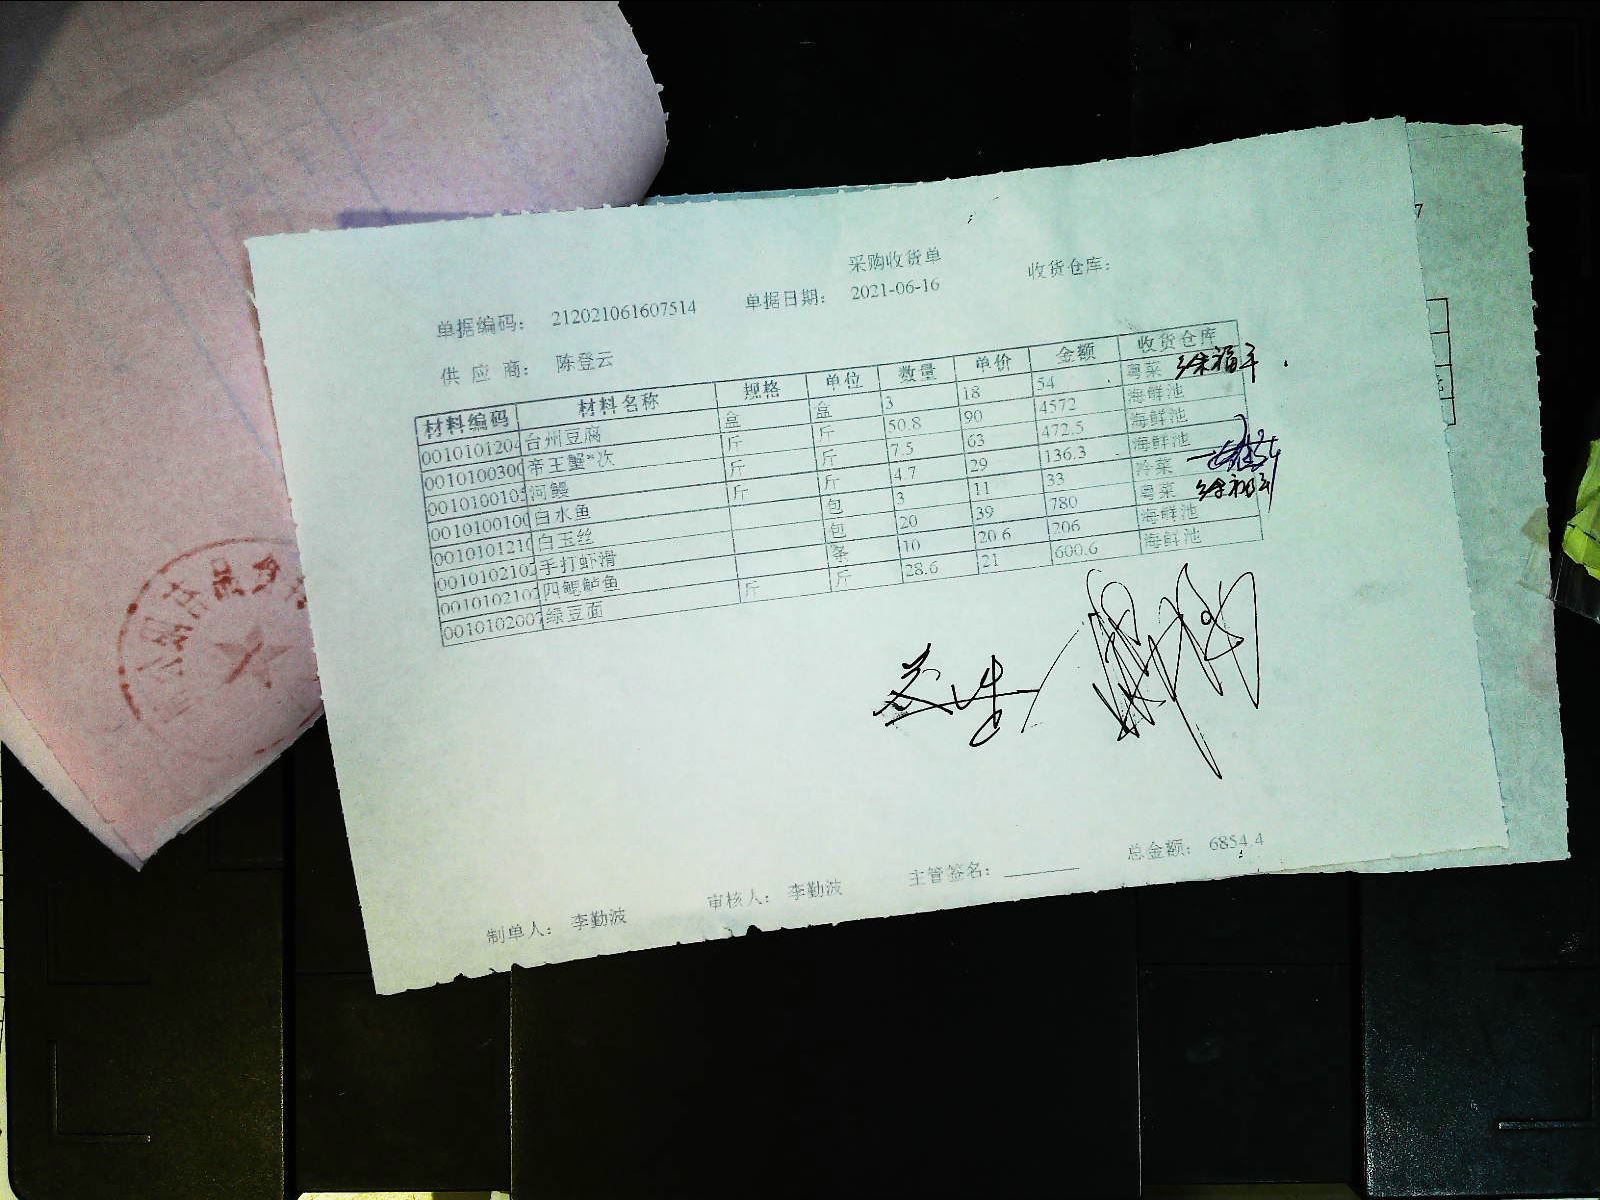 采购收货单
单据编码： 212021061607514 单据日期： 2021-06-16 收货仓库：
供 应 商： 陈登云
材料编码 材料名称 规格 单位 数量 单价 金额 收货仓库
0010101204 台州豆腐 盒 盒 3 18 54 粤菜
0010100300 帝王蟹*次 斤 斤 50.8 90 4572 海鲜池
0010100105 河鳗 斤 斤 7.5 63 472.5 海鲜池
0010100100 白水鱼 斤 斤 4.7 29 136.3 海鲜池
0010101210 白玉丝 包 3 11 33 冷菜
0010102102 手打虾滑 包 20 39 780 粤菜
0010102102 四鳃鲈鱼 条 10 20.6 206 海鲜池
0010102007 绿豆面 斤 斤 28.6 21 600.6 海鲜池
制单人： 李勤波 审核人： 李勤波 主管签名： 总金额： 6854.4